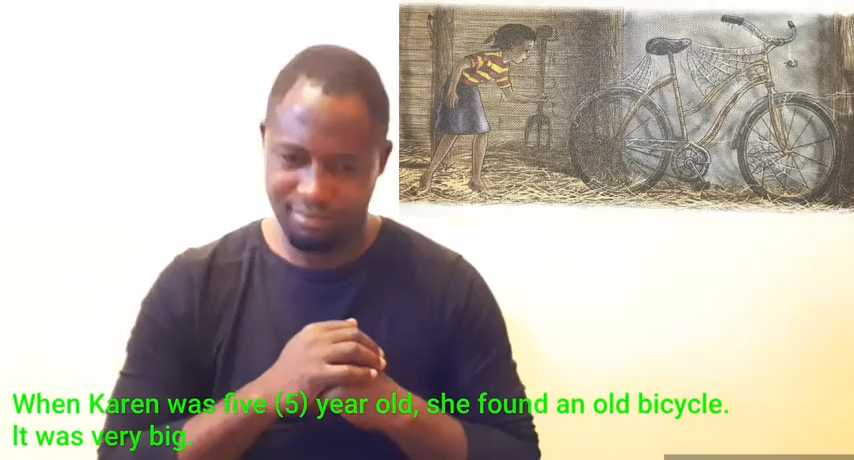 When Karen was five (5) year old, she found an old bicycle.
It was very big.